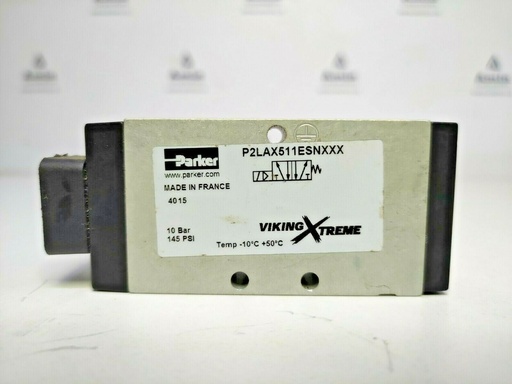 Parker
www.parker.com
MADE IN FRANCE
4015
10 Bar
145 PSI
P2LAX511ESNXXX
VIKING XTREME
Temp -10°C +50°C